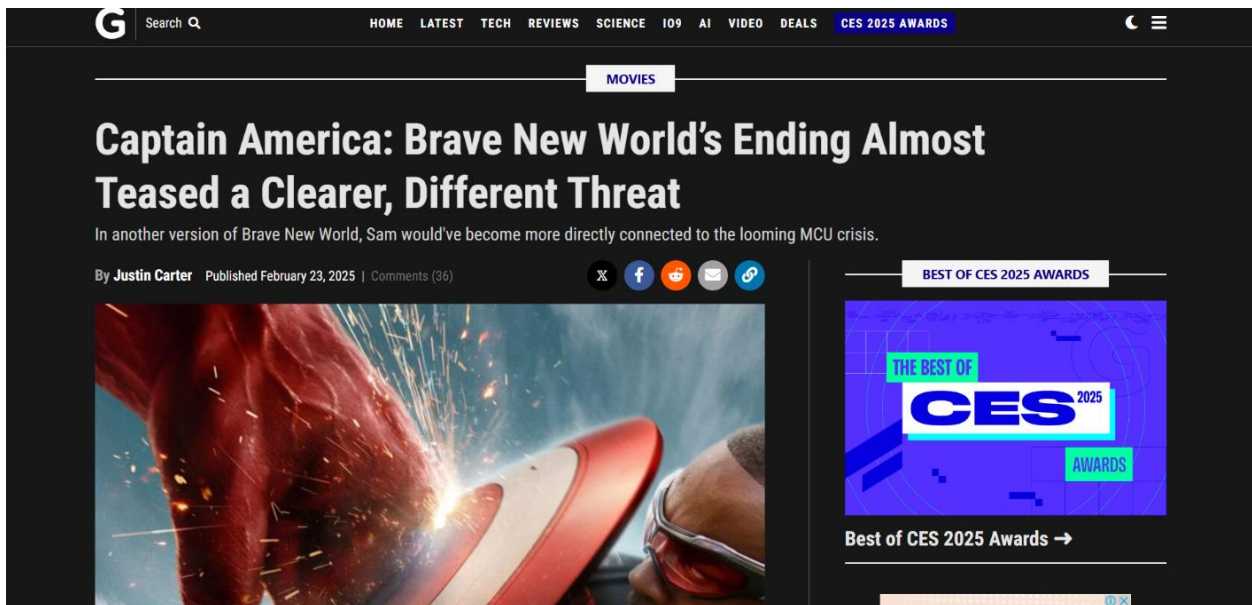 G Search
HOME LATEST TECH REVIEWS SCIENCE IO9 AI VIDEO DEALS CES 2025 AWARDS
MOVIES
Captain America: Brave New World’s Ending Almost
Teased a Clearer, Different Threat
In another version of Brave New World, Sam would've become more directly connected to the looming MCU crisis.
By Justin Carter Published February 23, 2025 | Comments (36)
X f
BEST OF CES 2025 AWARDS
THE BEST OF
CES 2025
AWARDS
Best of CES 2025 Awards →